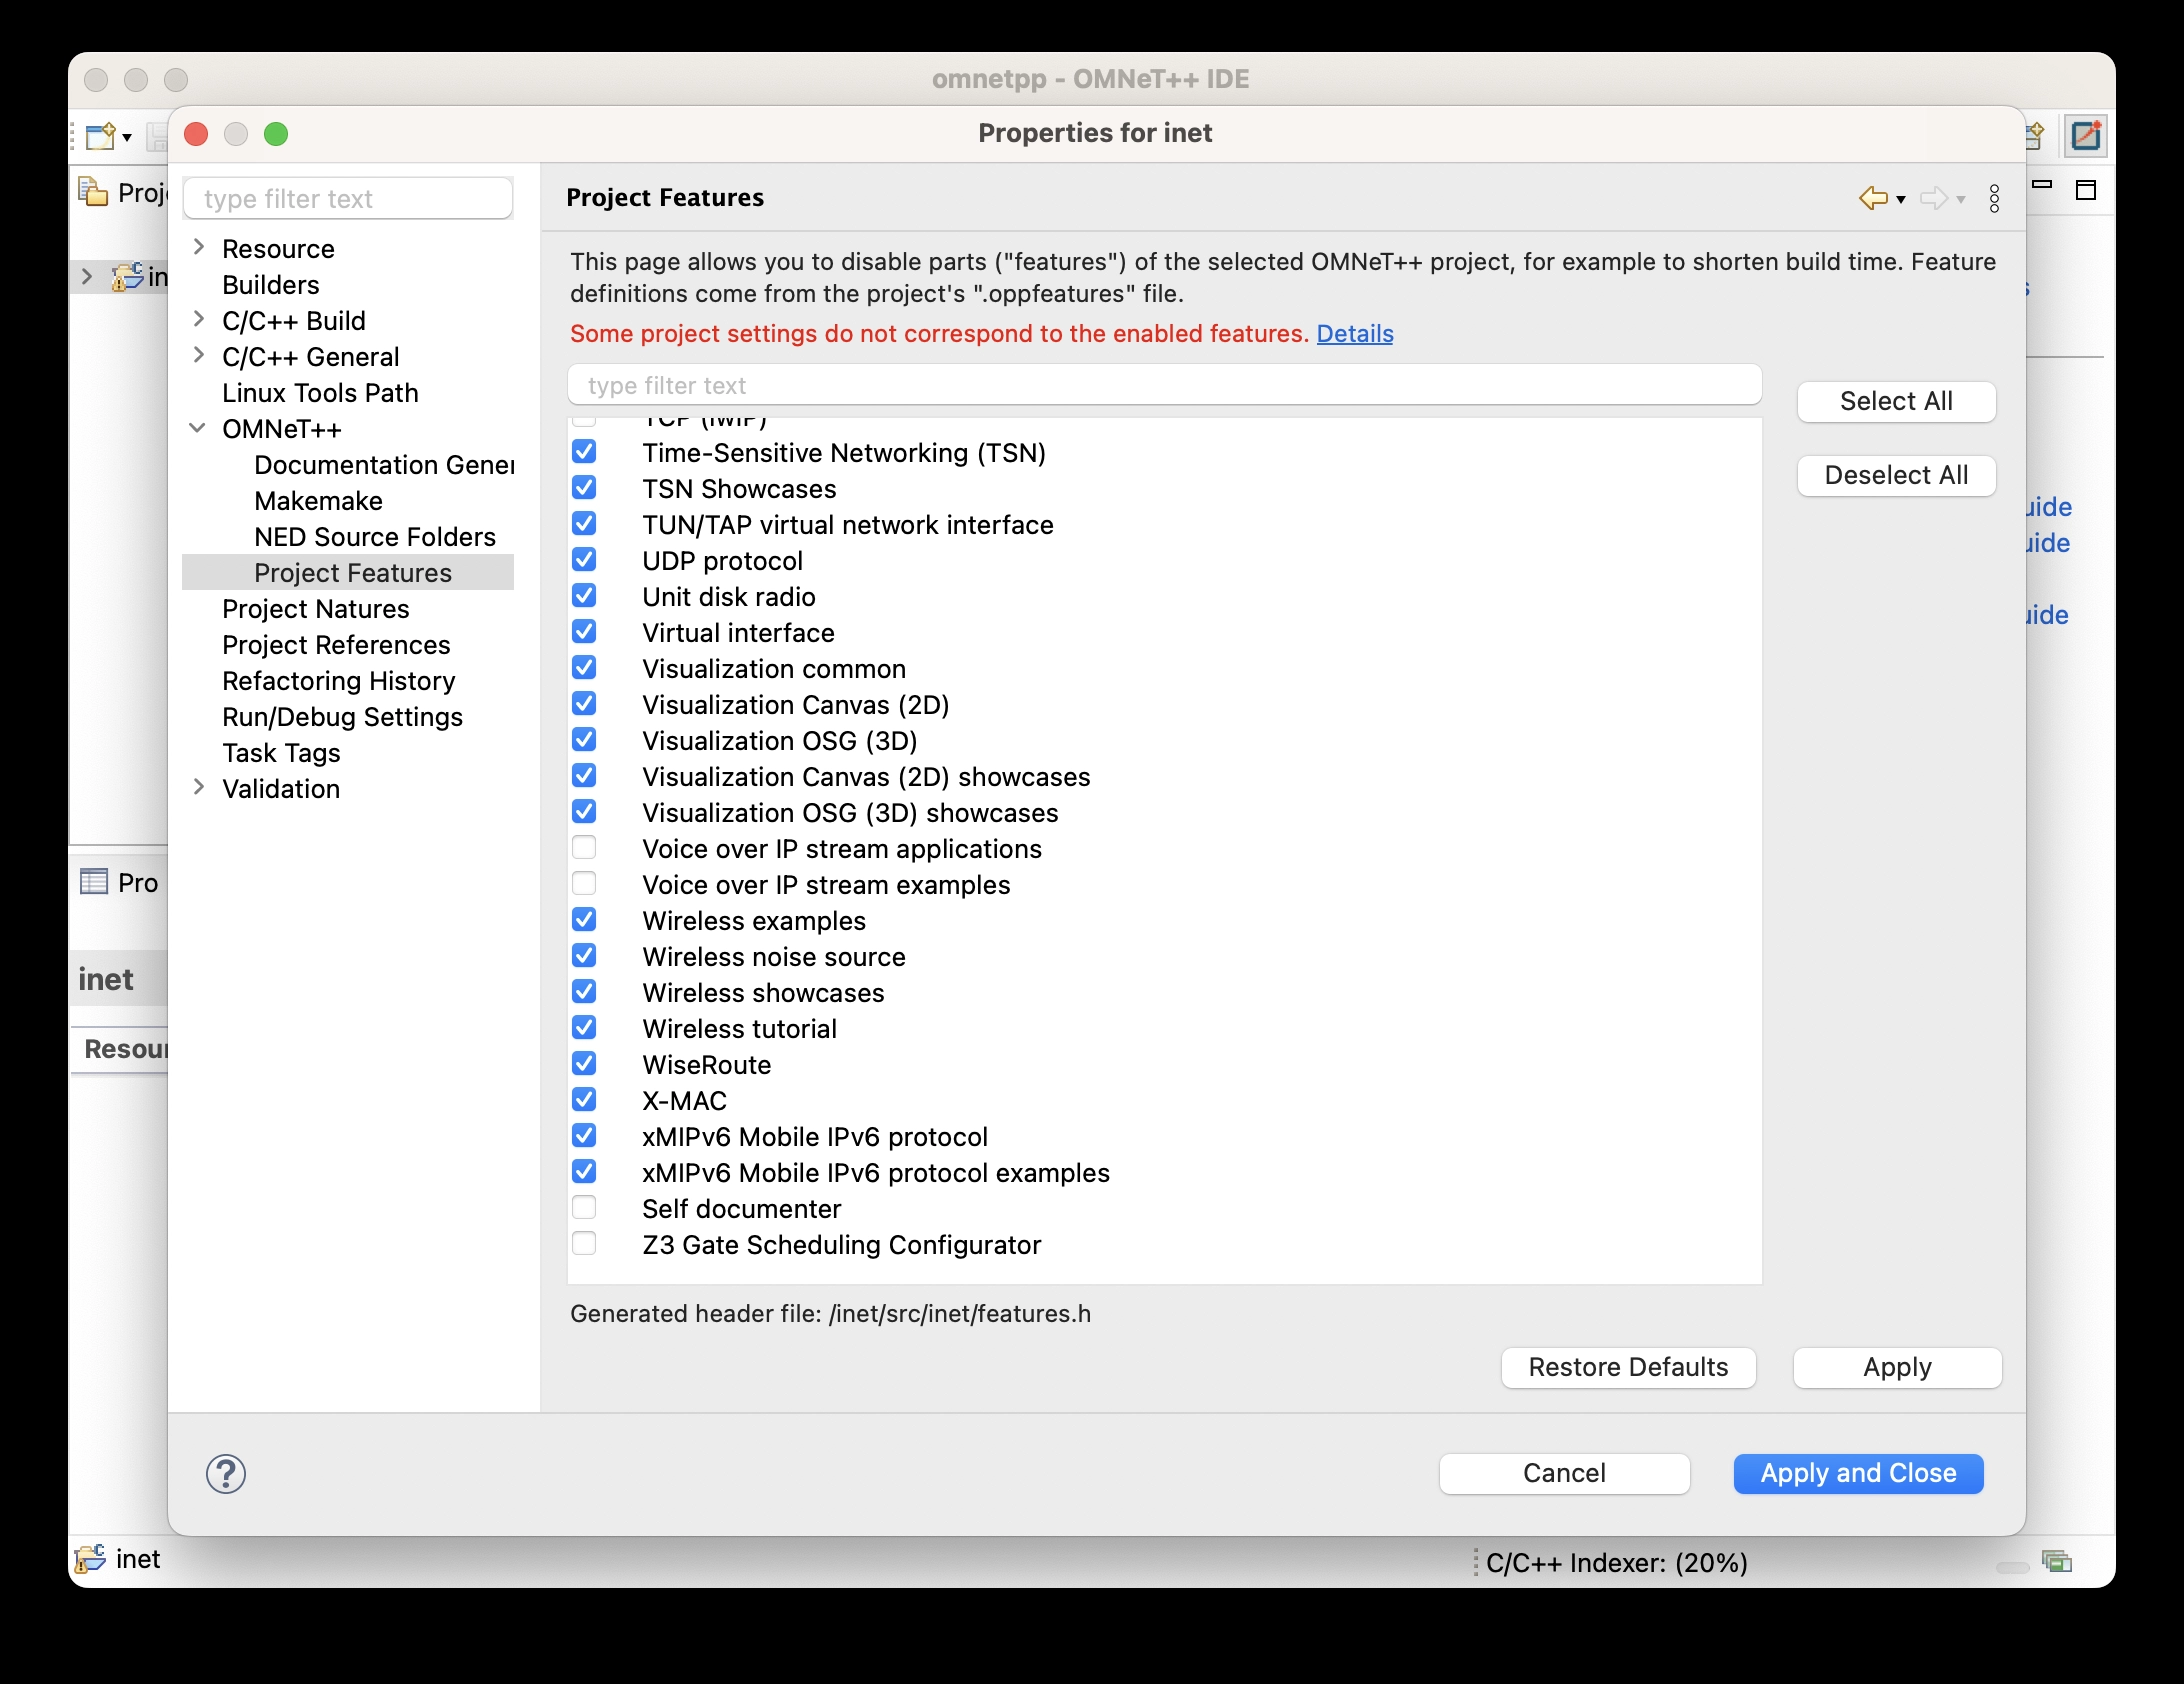 omnetpp - OMNeT++ IDE
Properties for inet
type filter text
Resource
Builders
C/C++ Build
C/C++ General
Linux Tools Path
OMNeT++
Documentation Gener
Makemake
NED Source Folders
Project Features
Project Natures
Project References
Refactoring History
Run/Debug Settings
Task Tags
Validation
Project Features
This page allows you to disable parts ("features") of the selected OMNeT++ project, for example to shorten build time. Feature
definitions come from the project's ".oppfeatures" file.
Some project settings do not correspond to the enabled features. Details
type filter text
Select All
Deselect All
TCP (lwIP)
Time-Sensitive Networking (TSN)
TSN Showcases
TUN/TAP virtual network interface
UDP protocol
Unit disk radio
Virtual interface
Visualization common
Visualization Canvas (2D)
Visualization OSG (3D)
Visualization Canvas (2D) showcases
Visualization OSG (3D) showcases
Voice over IP stream applications
Voice over IP stream examples
Wireless examples
Wireless noise source
Wireless showcases
Wireless tutorial
WiseRoute
X-MAC
xMIPv6 Mobile IPv6 protocol
xMIPv6 Mobile IPv6 protocol examples
Self documenter
Z3 Gate Scheduling Configurator
Generated header file: /inet/src/inet/features.h
Restore Defaults
Apply
Cancel
Apply and Close
Proj
in
Pro
inet
Resour
uide
uide
uide
inet
C/C++ Indexer: (20%)